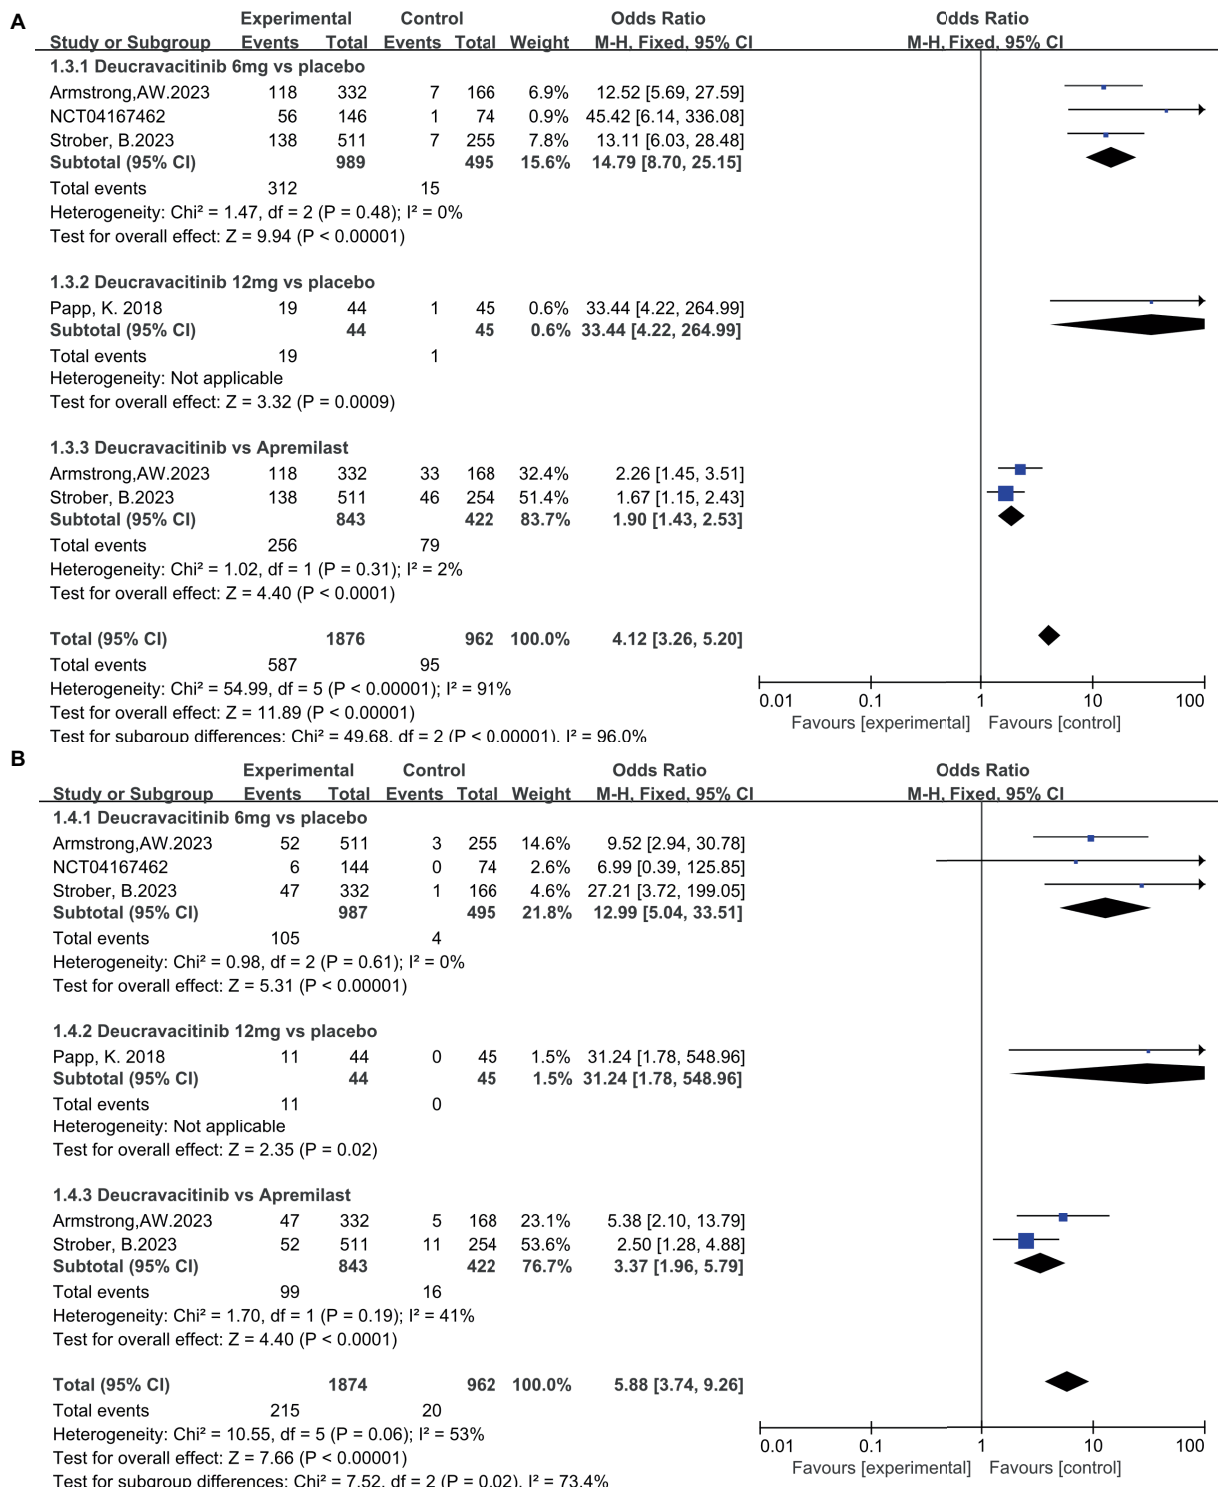 A
Experimental Control Odds Ratio Odds Ratio
Study or Subgroup Events Total Events Total Weight M-H, Fixed, 95% CI M-H, Fixed, 95% CI
1.3.1 Deucravacitinib 6mg vs placebo
Armstrong,AW.2023 118 332 7 166 6.9% 12.52 [5.69, 27.59]
NCT04167462 56 146 1 74 0.9% 45.42 [6.14, 336.08]
Strober, B.2023 138 511 7 255 7.8% 13.11 [6.03, 28.48]
Subtotal (95% CI) 989 495 15.6% 14.79 [8.70, 25.15]
Total events 312 15
Heterogeneity: Chi² = 1.47, df = 2 (P = 0.48); I² = 0%
Test for overall effect: Z = 9.94 (P < 0.00001)
1.3.2 Deucravacitinib 12mg vs placebo
Papp, K. 2018 19 44 1 45 0.6% 33.44 [4.22, 264.99]
Subtotal (95% CI) 44 45 0.6% 33.44 [4.22, 264.99]
Total events 19 1
Heterogeneity: Not applicable
Test for overall effect: Z = 3.32 (P = 0.0009)
1.3.3 Deucravacitinib vs Apremilast
Armstrong,AW.2023 118 332 33 168 32.4% 2.26 [1.45, 3.51]
Strober, B.2023 138 511 46 254 51.4% 1.67 [1.15, 2.43]
Subtotal (95% CI) 843 422 83.7% 1.90 [1.43, 2.53]
Total events 256 79
Heterogeneity: Chi² = 1.02, df = 1 (P = 0.31); I² = 2%
Test for overall effect: Z = 4.40 (P < 0.0001)
Total (95% CI) 1876 962 100.0% 4.12 [3.26, 5.20]
Total events 587 95
Heterogeneity: Chi² = 54.99, df = 5 (P < 0.00001); I² = 91%
Test for overall effect: Z = 11.89 (P < 0.00001)
Test for subgroup differences: Chi² = 49.68, df = 2 (P < 0.00001), I² = 96.0%
0.01 0.1 1 10 100
Favours [experimental] Favours [control]
B
Experimental Control Odds Ratio Odds Ratio
Study or Subgroup Events Total Events Total Weight M-H, Fixed, 95% CI M-H, Fixed, 95% CI
1.4.1 Deucravacitinib 6mg vs placebo
Armstrong,AW.2023 52 511 3 255 14.6% 9.52 [2.94, 30.78]
NCT04167462 6 144 0 74 2.6% 6.99 [0.39, 125.85]
Strober, B.2023 47 332 1 166 4.6% 27.21 [3.72, 199.05]
Subtotal (95% CI) 987 495 21.8% 12.99 [5.04, 33.51]
Total events 105 4
Heterogeneity: Chi² = 0.98, df = 2 (P = 0.61); I² = 0%
Test for overall effect: Z = 5.31 (P < 0.00001)
1.4.2 Deucravacitinib 12mg vs placebo
Papp, K. 2018 11 44 0 45 1.5% 31.24 [1.78, 548.96]
Subtotal (95% CI) 44 45 1.5% 31.24 [1.78, 548.96]
Total events 11 0
Heterogeneity: Not applicable
Test for overall effect: Z = 2.35 (P = 0.02)
1.4.3 Deucravacitinib vs Apremilast
Armstrong,AW.2023 47 332 5 168 23.1% 5.38 [2.10, 13.79]
Strober, B.2023 52 511 11 254 53.6% 2.50 [1.28, 4.88]
Subtotal (95% CI) 843 422 76.7% 3.37 [1.96, 5.79]
Total events 99 16
Heterogeneity: Chi² = 1.70, df = 1 (P = 0.19); I² = 41%
Test for overall effect: Z = 4.40 (P < 0.0001)
Total (95% CI) 1874 962 100.0% 5.88 [3.74, 9.26]
Total events 215 20
Heterogeneity: Chi² = 10.55, df = 5 (P = 0.06); I² = 53%
Test for overall effect: Z = 7.66 (P < 0.00001)
Test for subgroup differences: Chi² = 7.52, df = 2 (P = 0.02), I² = 73.4%
0.01 0.1 1 10 100
Favours [experimental] Favours [control]